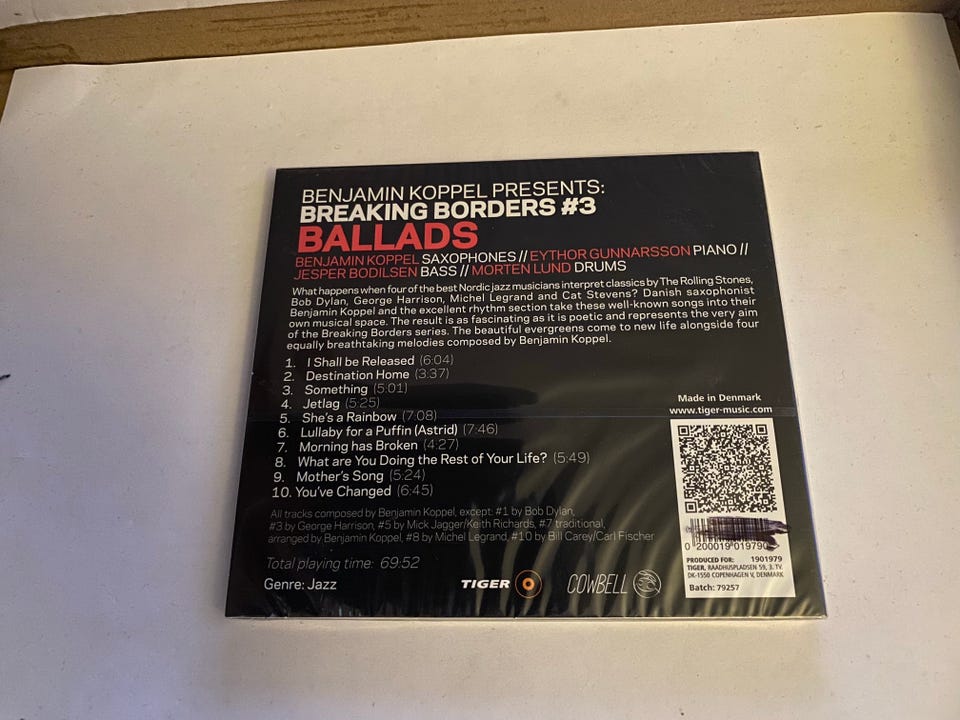 BENJAMIN KOPPEL PRESENTS:
BREAKING BORDERS #3
BALLADS
BENJAMIN KOPPEL SAXOPHONES // EYTHOR GUNNARSSON PIANO //
JESPER BODILSEN BASS // MORTEN LUND DRUMS
What happens when four of the best Nordic jazz musicians interpret classics by The Rolling Stones,
Bob Dylan, George Harrison, Michel Legrand and Cat Stevens? Danish saxophonist
Benjamin Koppel and the excellent rhythm section take these well-known songs into their
own musical space. The result is as fascinating as it is poetic and represents the very aim
of the Breaking Borders series. The beautiful evergreens come to new life alongside four
equally breathtaking melodies composed by Benjamin Koppel.
1. I Shall be Released (6:04)
2. Destination Home (3:37)
3. Something (5:01)
4. Jetlag (5:25)
5. She's a Rainbow (7:08)
6. Lullaby for a Puffin (Astrid) (7:46)
7. Morning has Broken (4:27)
8. What are You Doing the Rest of Your Life? (5:49)
9. Mother's Song (5:24)
10. You've Changed (6:45)
All tracks composed by Benjamin Koppel, except: #1 by Bob Dylan,
#3 by George Harrison, #5 by Mick Jagger/Keith Richards, #7 traditional,
arranged by Benjamin Koppel, #8 by Michel Legrand, #10 by Bill Carey/Carl Fischer
Total playing time: 69:52
Genre: Jazz
TIGER
COWBELL
Made in Denmark
www.tiger-music.com
0 200019 019790
PRODUCED FOR: 1901979
TIGER, RAADHUSPLADSEN 59, 3. TV.
DK-1550 COPENHAGEN V, DENMARK
Batch: 79257